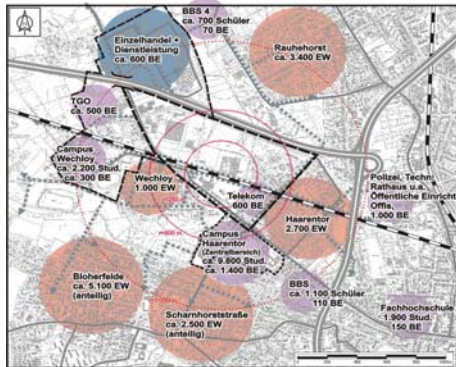 BBS 4
ca. 700 Schüler
70 BE
Einzelhandel +
Dienstleistung
ca. 600 BE
Rauhehorst
ca. 3.400 EW
TGO
ca. 500 BE
Campus
Wechloy
ca. 2.200 Stud.
ca. 300 BE
Wechloy
1.000 EW
Telekom
600 BE
Polizei, Techn.
Rathaus u.a.
Öffentliche Einricht.
Offis.
1.000 BE
Haarentor
2.700 EW
Campus
Haarentor
(Zentralbereich)
ca. 9.800 Stud.
ca. 1.400 BE
Bloherfelde
ca. 5.100 EW
(anteilig)
BBS
ca. 1.100 Schüler
110 BE
Scharnhorststraße
ca. 2.500 EW
(anteilig)
Fachhochschule
1.900 Stud.
150 BE